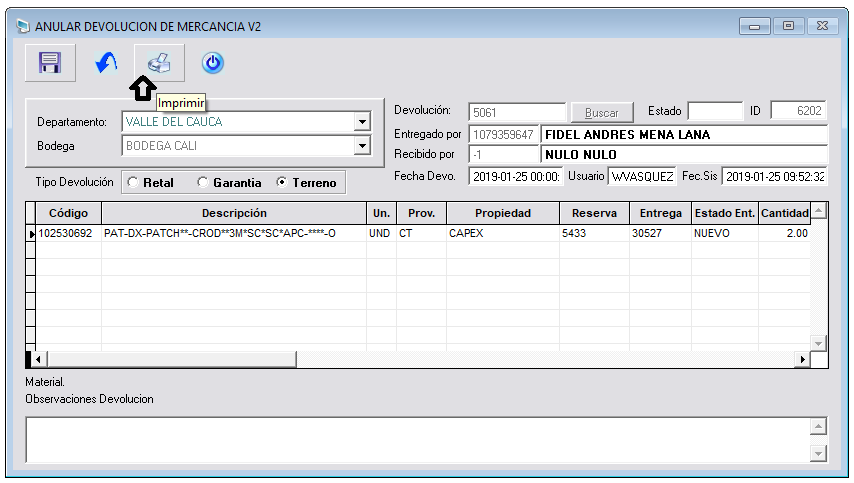 ANULAR DEVOLUCION DE MERCANCIA V2
Imprimir
Departamento: VALLE DEL CAUCA
Bodega BODEGA CALI
Tipo Devolución Retal Garantia Terreno
Devolución: 5061 Buscar Estado ID 6202
Entregado por 1079359647 FIDEL ANDRES MENA LANA
Recibido por -1 NULO NULO
Fecha Devo. 2019-01-25 00:00: Usuario WVASQUEZ Fec.Sis 2019-01-25 09:52:32
Código Descripción Un. Prov. Propiedad Reserva Entrega Estado Ent. Cantidad
102530692 PAT-DX-PATCH**-CROD**3M*SC*SC*APC-****-O UND CT CAPEX 5433 30527 NUEVO 2.00
Material.
Observaciones Devolucion